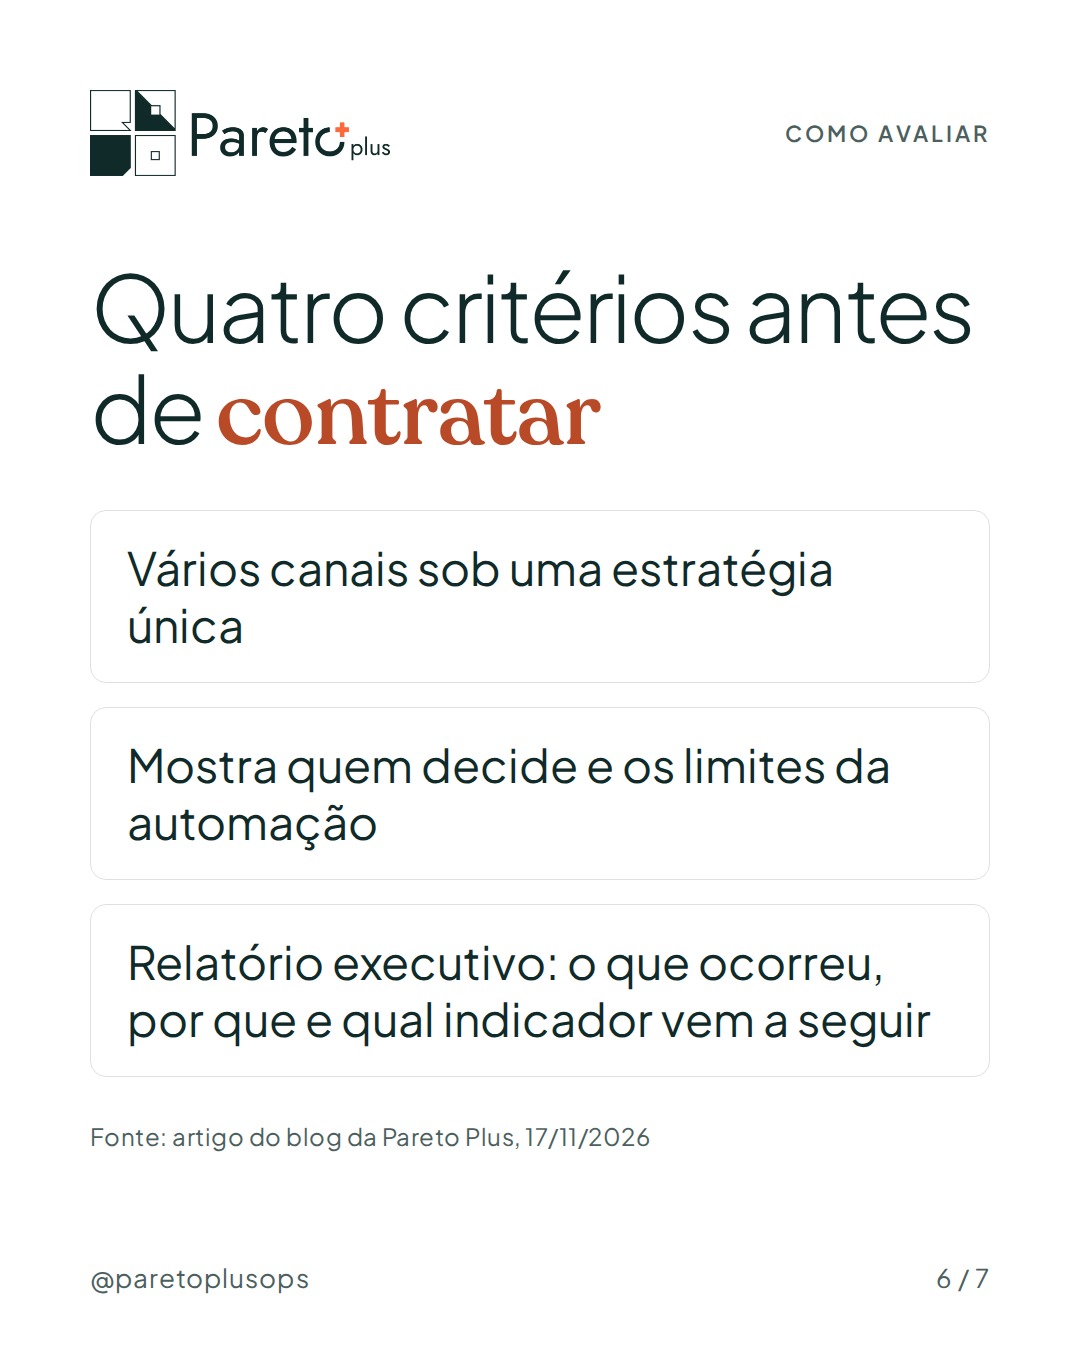 Pareto plus
COMO AVALIAR
Quatro critérios antes
de contratar
Vários canais sob uma estratégia
única
Mostra quem decide e os limites da
automação
Relatório executivo: o que ocorreu,
por que e qual indicador vem a seguir
Fonte: artigo do blog da Pareto Plus, 17/11/2026
@paretoplusops
6 / 7